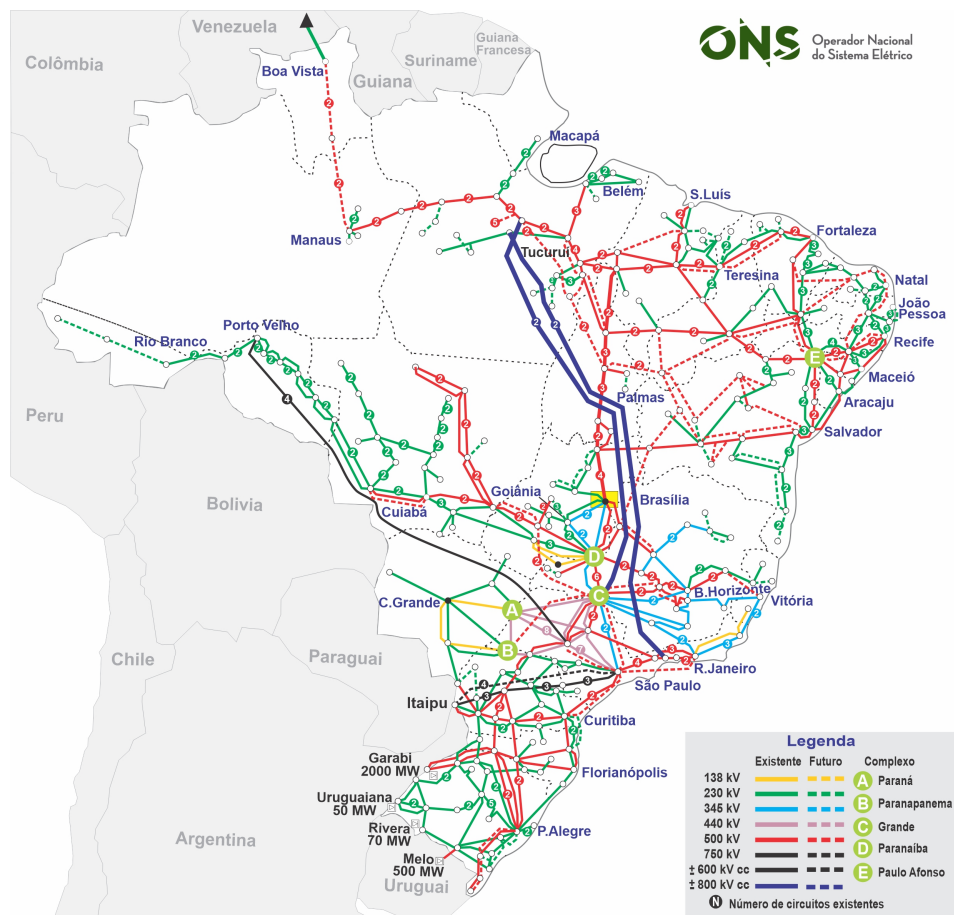 Venezuela
Guiana
Francesa
Suriname
ONS
Operador Nacional
do Sistema Elétrico
Colômbia
Boa Vista
Guiana
Macapá
Belém
S.Luís
Manaus
Fortaleza
Tucuruí
Teresina
Natal
João
Pessoa
Porto Velho
Rio Branco
Recife
E
Maceió
Palmas
Aracaju
Peru
Salvador
Bolivia
Goiânia
Brasília
Cuiabá
D
B.Horizonte
C.Grande
A
C
Vitória
B
Chile
Paraguai
R.Janeiro
São Paulo
Itaipu
Curitiba
Garabi
2000 MW
Florianópolis
Uruguaiana
50 MW
Rivera
70 MW
P.Alegre
Argentina
Melo
500 MW
Uruguai
Legenda
Existente Futuro Complexo
138 kV A Paraná
230 kV
345 kV B Paranapanema
440 kV C Grande
500 kV
750 kV D Paranaíba
± 600 kV cc
± 800 kV cc E Paulo Afonso
N Número de circuitos existentes